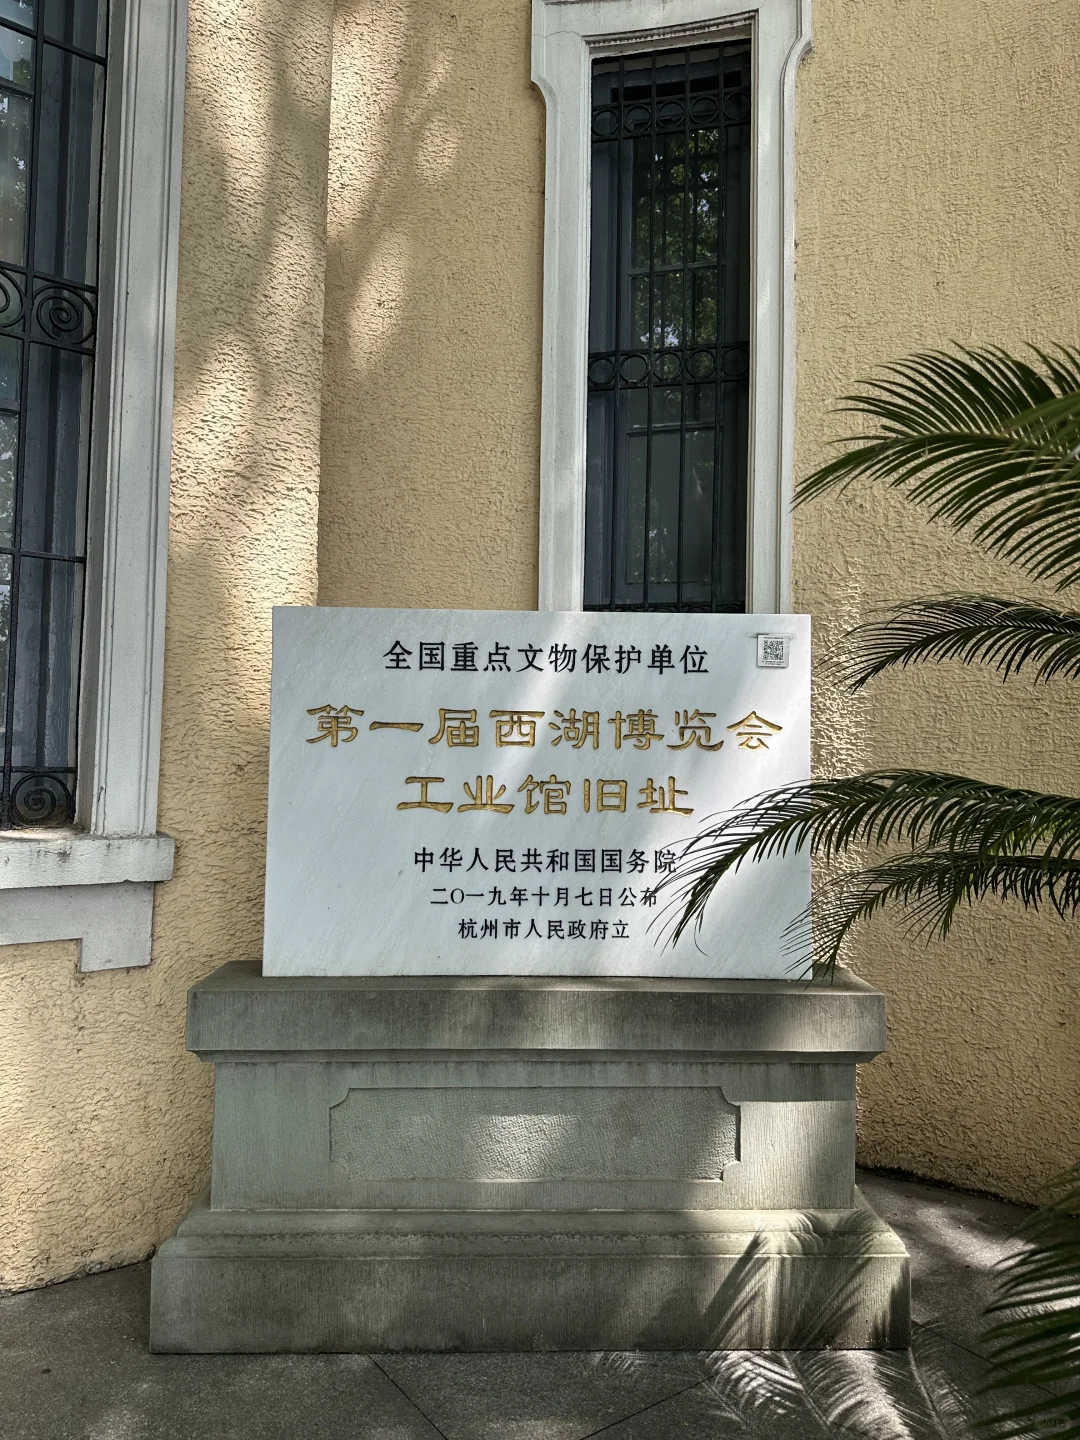 全国重点文物保护单位
第一届西湖博览会
工业馆旧址
中华人民共和国国务院
二〇一九年十月七日公布
杭州市人民政府立